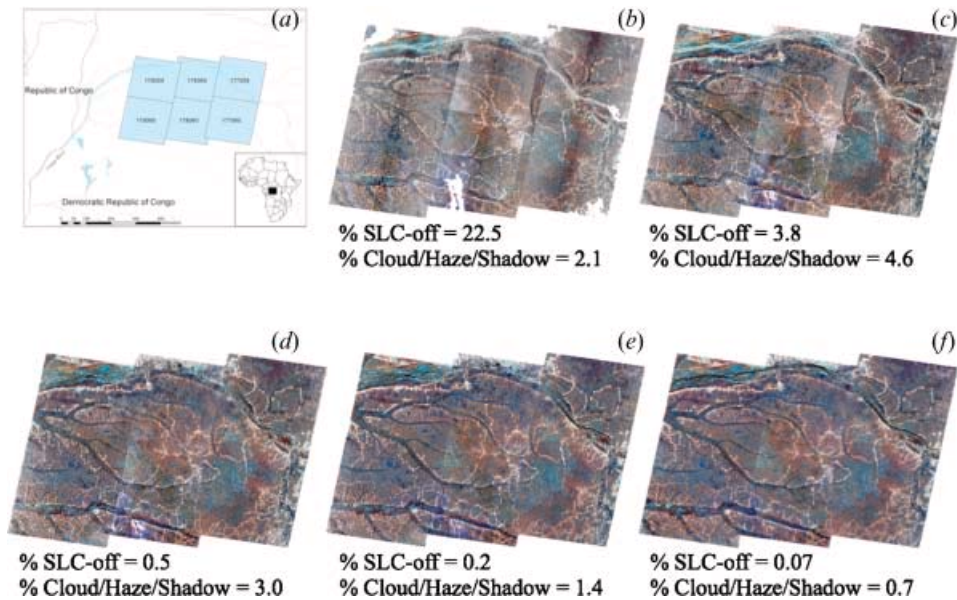 (a)
(b)
(c)
Republic of Congo
Democratic Republic of Congo
% SLC-off = 22.5
% Cloud/Haze/Shadow = 2.1
% SLC-off = 3.8
% Cloud/Haze/Shadow = 4.6
(d)
(e)
(f)
% SLC-off = 0.5
% Cloud/Haze/Shadow = 3.0
% SLC-off = 0.2
% Cloud/Haze/Shadow = 1.4
% SLC-off = 0.07
% Cloud/Haze/Shadow = 0.7